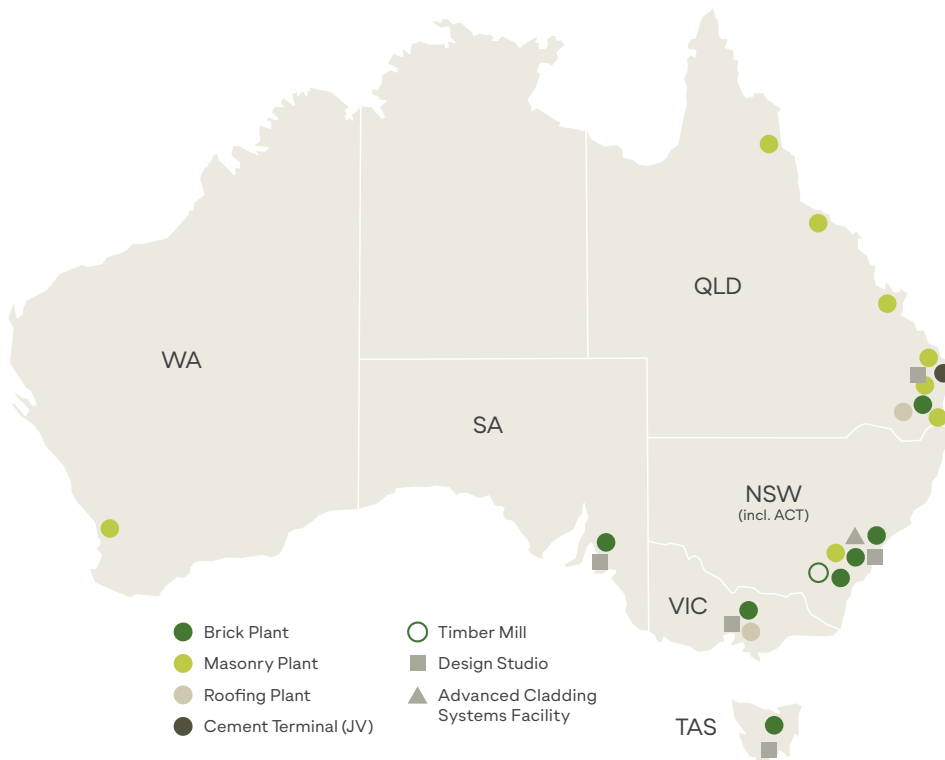 QLD
WA
SA
NSW
(incl. ACT)
VIC
Brick Plant
Masonry Plant
Roofing Plant
Cement Terminal (JV)
Timber Mill
Design Studio
Advanced Cladding
Systems Facility
TAS